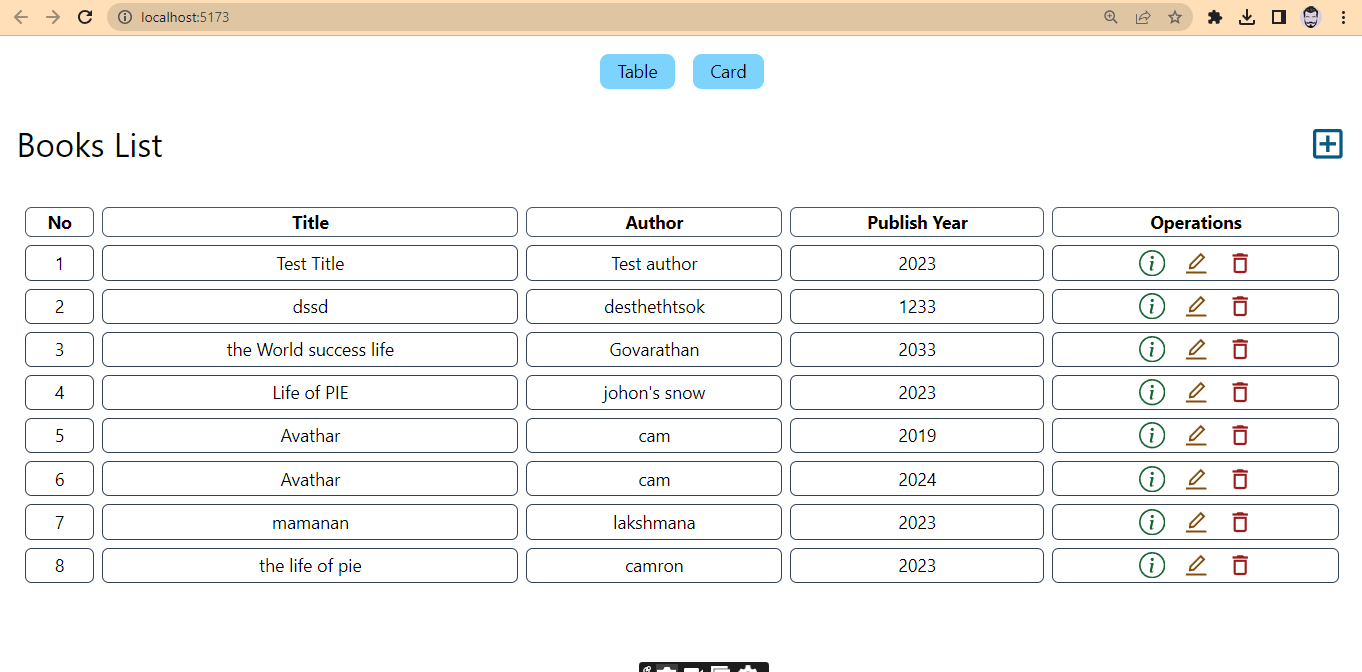 localhost:5173
Table Card
Books List
No Title Author Publish Year Operations
1 Test Title Test author 2023
2 dssd desthethtsok 1233
3 the World success life Govarathan 2033
4 Life of PIE johon's snow 2023
5 Avathar cam 2019
6 Avathar cam 2024
7 mamanan lakshmana 2023
8 the life of pie camron 2023